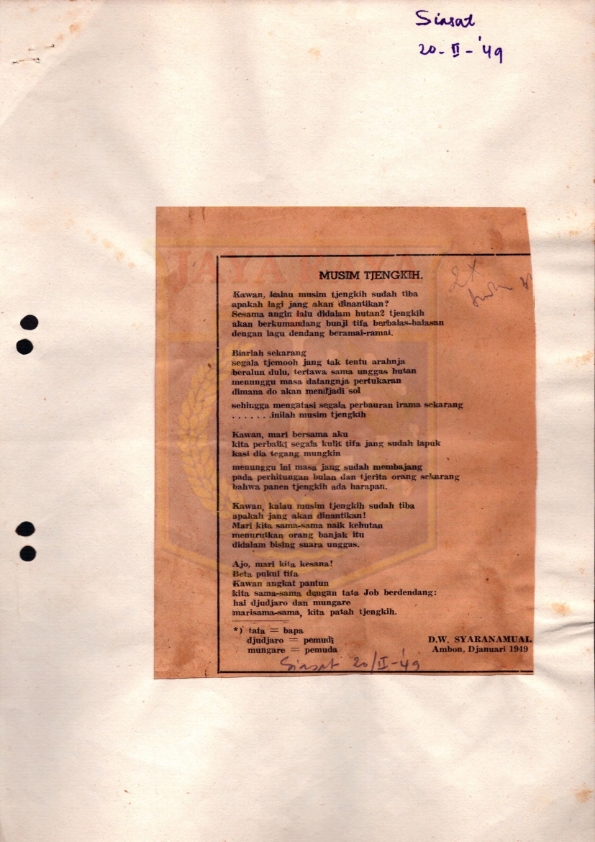 Siasat
20-II-'49
JAYA RAYA
MUSIM TJENGKIH.
Kawan, kalau musim tjengkih sudah tiba
apakah lagi jang akan dinantikan?
Sesama angin lalu didalam hutan2 tjengkih
akan berkumandang bunji tifa berbalas-balasan
dengan lagu dendang beramai-ramai.
Biarlah sekarang
segala tjemooh jang tak tentu arahnja
beralun dulu, tertawa sama unggas hutan
menunggu masa datangnja pertukaran
dimana do akan mendjadi sol
sehingga mengatasi segala perbauran irama sekarang
. . . . . . .inilah musim tjengkih
Kawan, mari bersama aku
kita perbaiki segala kulit tifa jang sudah lapuk
kasi dia tegang mungkin
menunggu ini masa jang sudah membajang
pada perhitungan bulan dan tjerita orang sekarang
bahwa panen tjengkih ada harapan.
Kawan, kalau musim tjengkih sudah tiba
apakah jang akan dinantikan!
Mari kita sama-sama naik kehutan
menurutkan orang banjak itu
didalam bising suara unggas.
Ajo, mari kita kesana!
Beta pukul tifa
Kawan angkat pantun
kita sama-sama dengan tata Job berdendang:
hai djudjaro dan mungare
marisama-sama, kita patah tjengkih.
*) tata = bapa
djudjaro = pemudi
mungare = pemuda
D.W. SYARANAMUAL
Ambon, Djanuari 1949
Siasat 20/II-'49